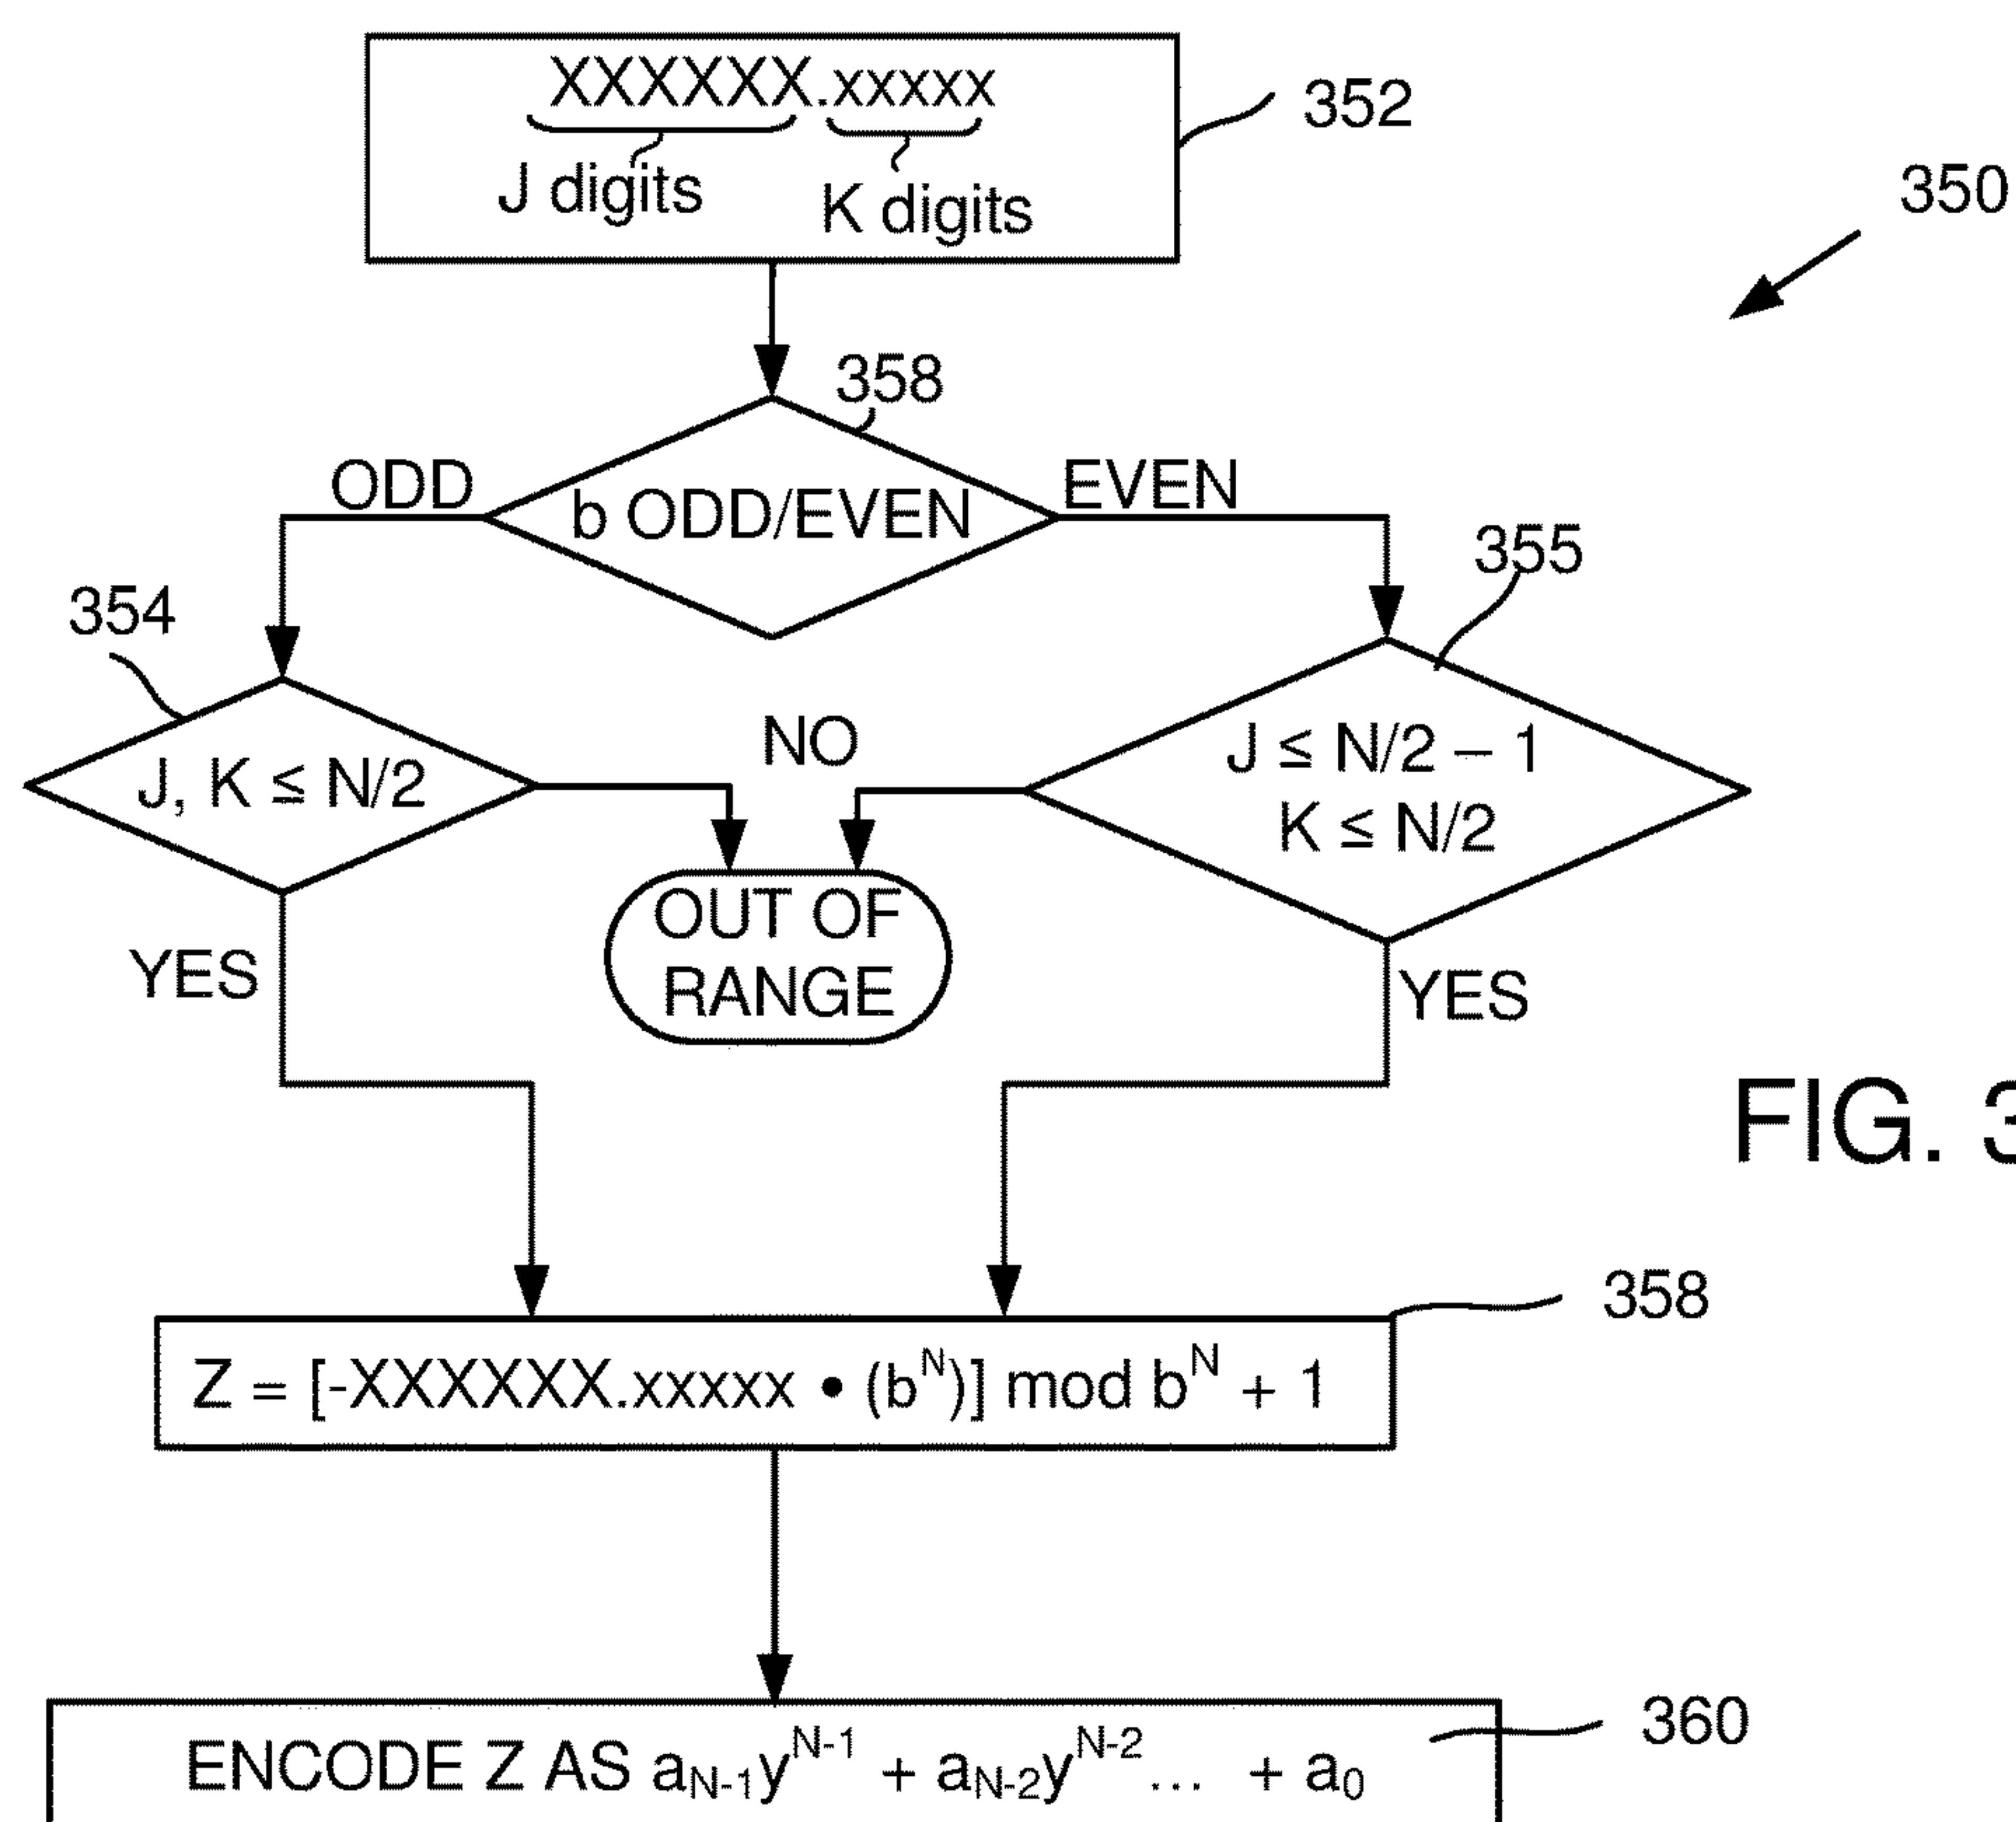 XXXXXX.xxxxx
J digits
K digits
352
350
358
b ODD/EVEN
ODD
EVEN
354
355
J, K ≤ N/2
NO
J ≤ N/2 – 1
K ≤ N/2
OUT OF
RANGE
YES
YES
FIG. 3
358
Z = [-XXXXXX.xxxxx • (b^N)] mod b^N + 1
360
ENCODE Z AS a_{N-1}y^{N-1} + a_{N-2}y^{N-2}... + a_0